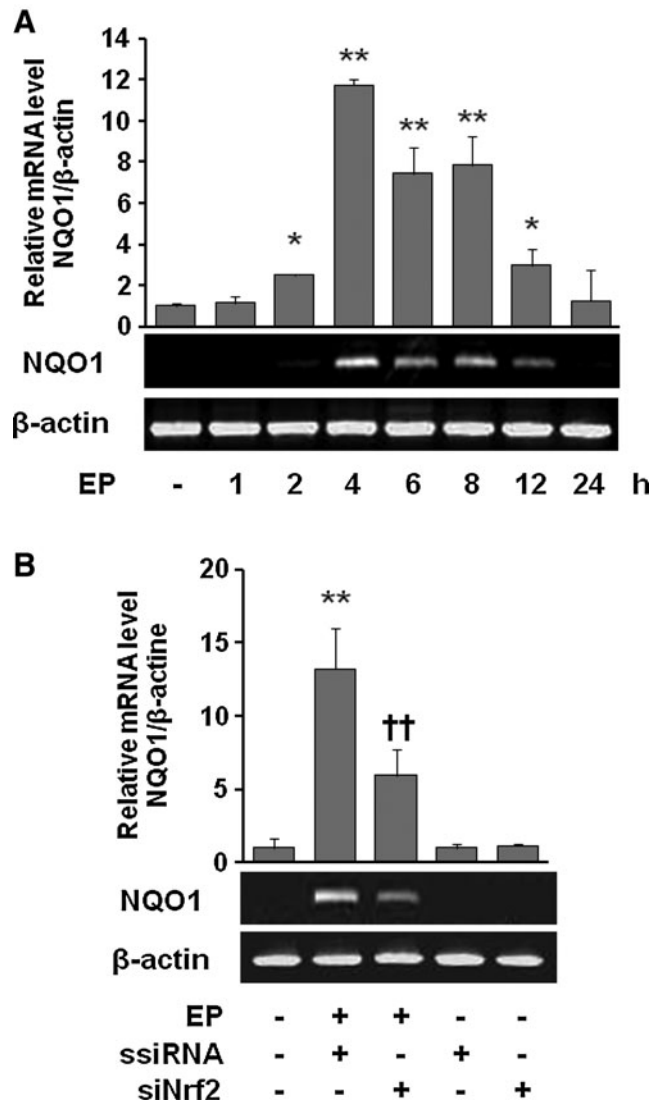 A
Relative mRNA level
NQO1/β-actin
14
12
10
8
6
4
2
0
*
**
**
**
*
NQO1
β-actin
EP - 1 2 4 6 8 12 24 h
B
Relative mRNA level
NQO1/β-actine
20
15
10
5
0
**
††
NQO1
β-actin
EP - + + - -
ssiRNA - + - + -
siNrf2 - - + - +